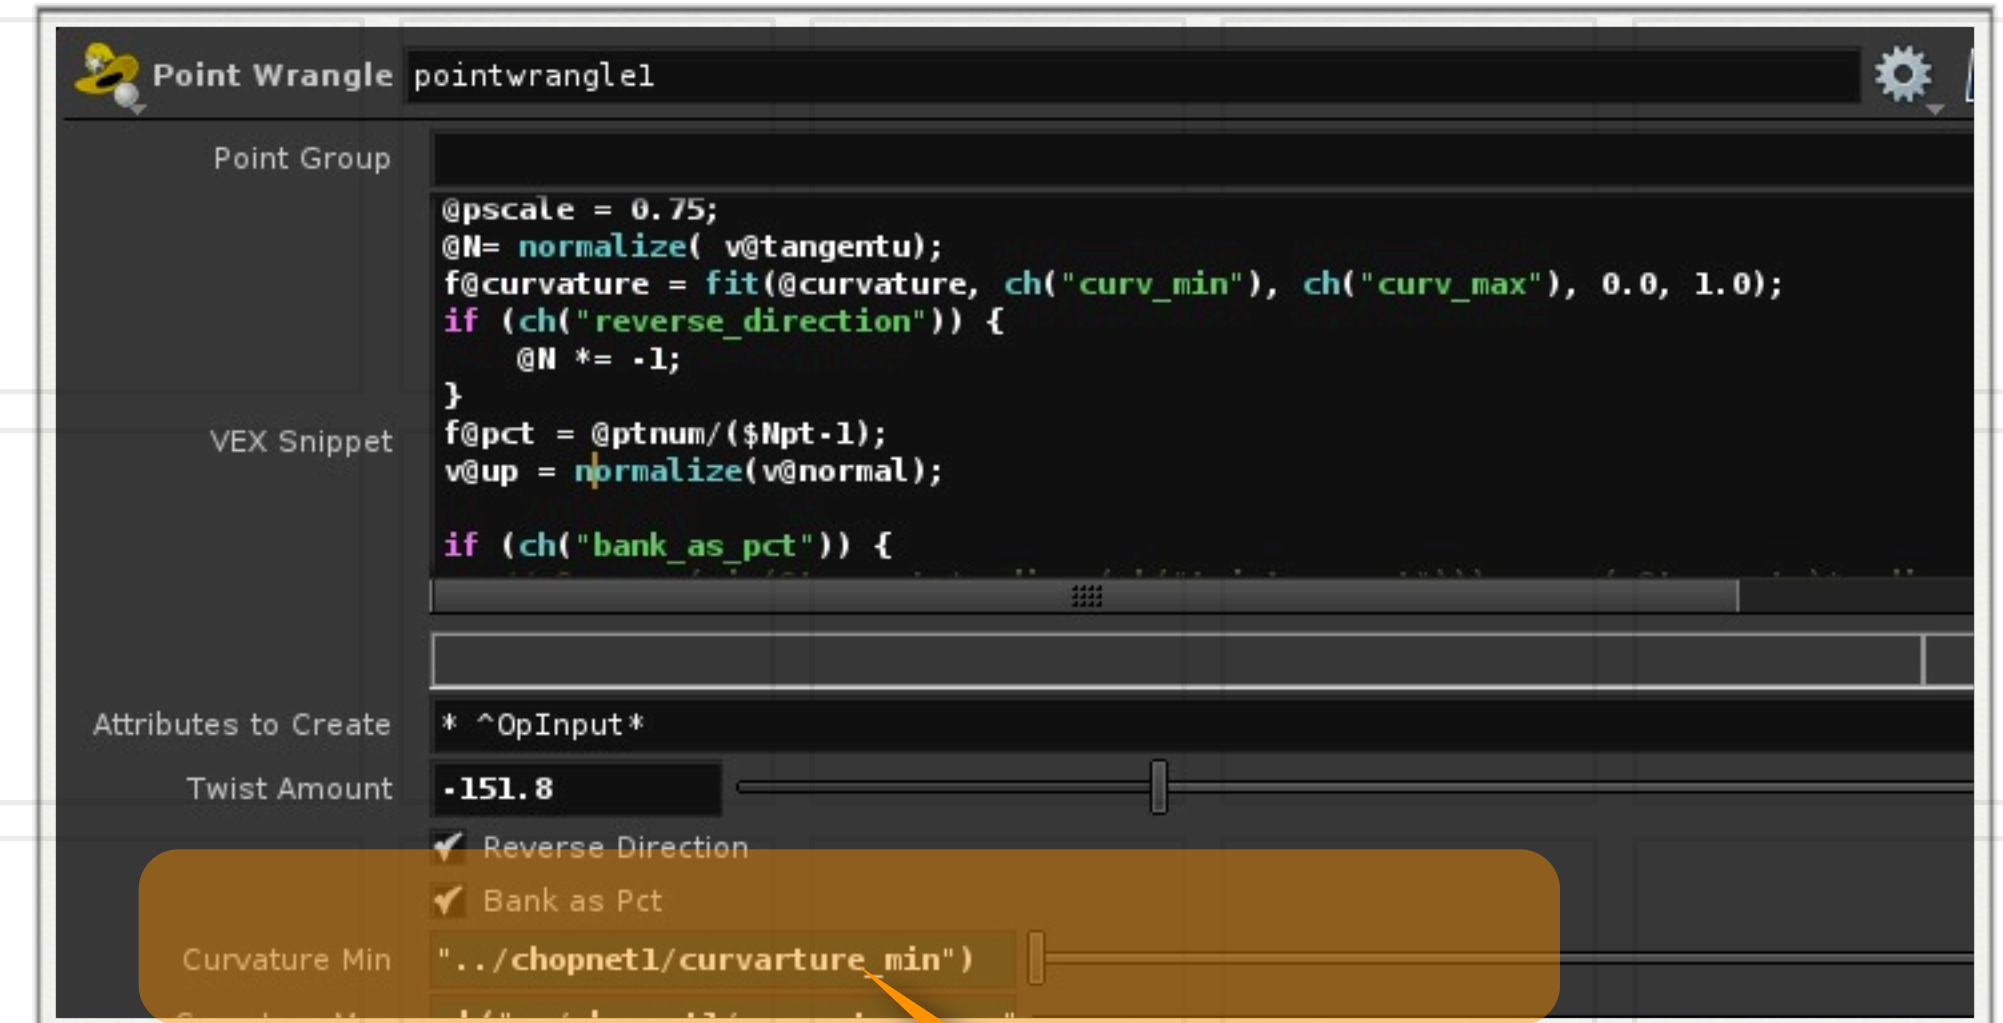 Point Wrangle pointwrangle1
Point Group
@pscale = 0.75;
@N= normalize( v@tangentu);
f@curvature = fit(@curvature, ch("curv_min"), ch("curv_max"), 0.0, 1.0);
if (ch("reverse_direction")) {
@N *= -1;
}
VEX Snippet
f@pct = @ptnum/($Npt-1);
v@up = normalize(v@normal);
if (ch("bank_as_pct")) {
Attributes to Create * ^OpInput*
Twist Amount -151.8
Reverse Direction
Bank as Pct
Curvature Min "../chopnet1/curvarture_min")